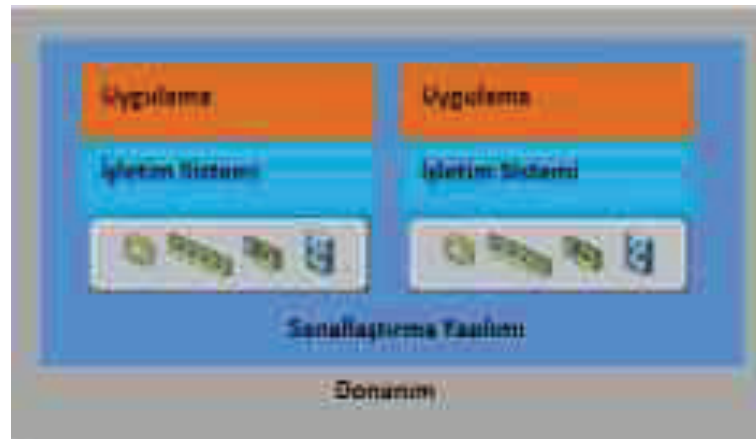 Uygulama
Uygulama
İşletim Sistemi
İşletim Sistemi
Sanallaştırma Yazılımı
Donanım